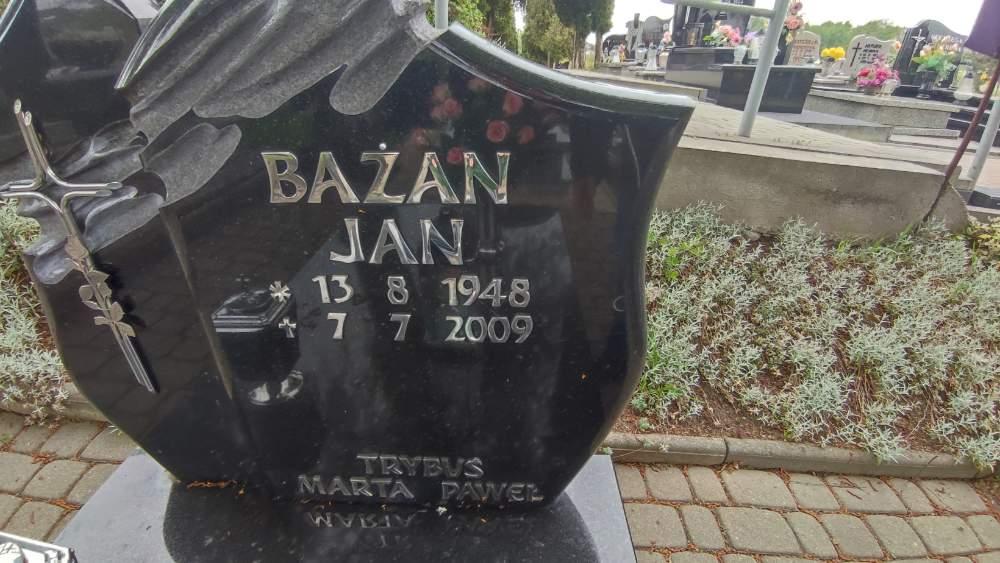 BAŻAN
JAN
* 13 8 1948
✝ 7 7 2009
TRYBUS
MARTA PAWEŁ